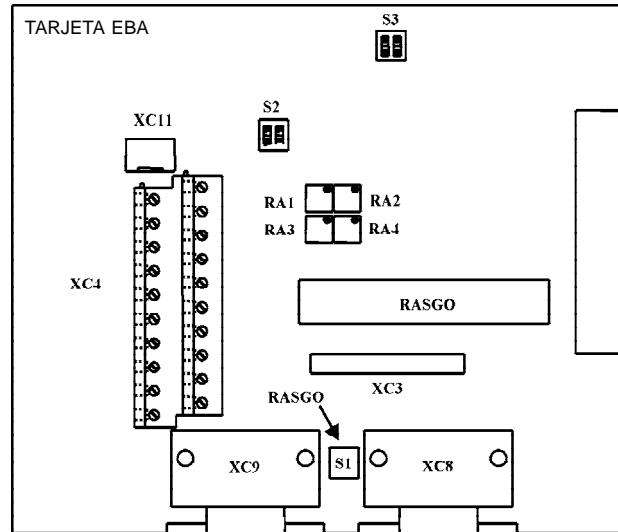 TARJETA EBA
S3
S2
XC11
RA1
RA2
RA3
RA4
XC4
RASGO
XC3
RASGO
XC9
S1
XC8